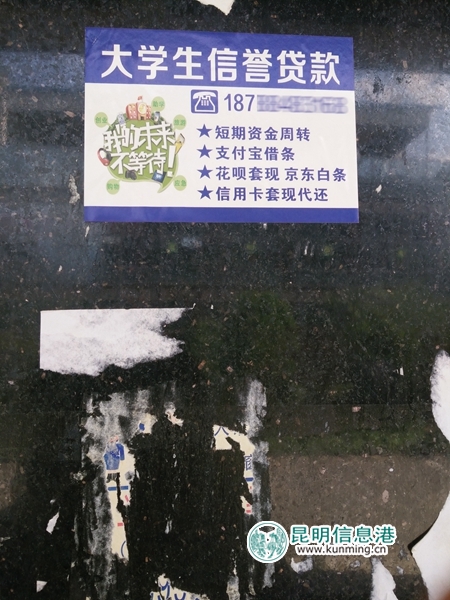 大学生信誉贷款
☎187
我的未来
不等待!
★短期资金周转
★支付宝借条
★花呗套现 京东白条
★信用卡套现代还
昆明信息港
www.kunming.cn